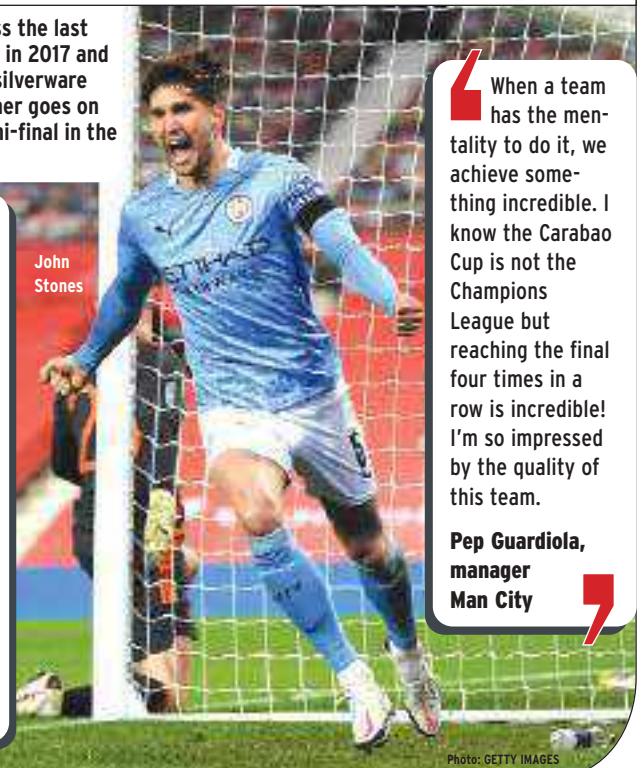 ss the last
in 2017 and
silverware
ner goes on
mi-final in the
John
Stones
ETIHAD
When a team
has the men-
tality to do it, we
achieve some-
thing incredible. I
know the Carabao
Cup is not the
Champions
League but
reaching the final
four times in a
row is incredible!
I'm so impressed
by the quality of
this team.
Pep Guardiola,
manager
Man City
Photo: GETTY IMAGES